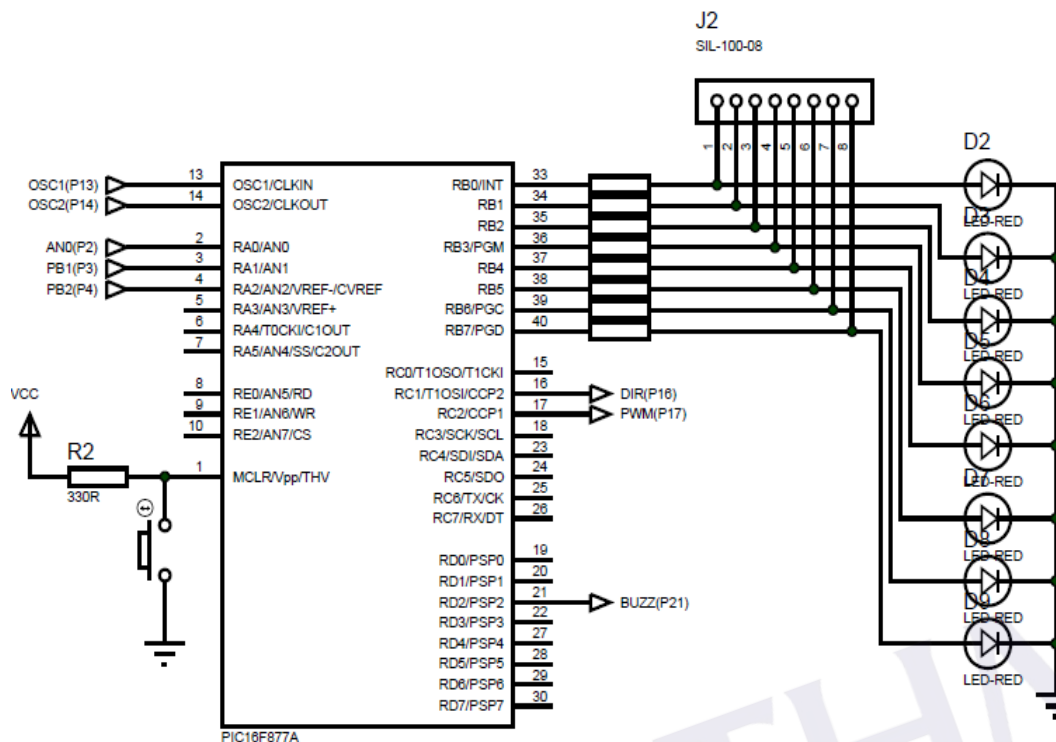 J2
SIL-100-08
1 2 3 4 5 6 7 8
OSC1(P13)
OSC2(P14)
AN0(P2)
PB1(P3)
PB2(P4)
13 OSC1/CLKIN
14 OSC2/CLKOUT
2 RA0/AN0
3 RA1/AN1
4 RA2/AN2/VREF-/CVREF
5 RA3/AN3/VREF+
6 RA4/T0CKI/C1OUT
7 RA5/AN4/SS/C2OUT
8 RE0/AN5/RD
9 RE1/AN6/WR
10 RE2/AN7/CS
1 MCLR/Vpp/THV
VCC
R2
330R
RB0/INT 33
RB1 34
RB2 35
RB3/PGM 36
RB4 37
RB5 38
RB6/PGC 39
RB7/PGD 40
RC0/T1OSO/T1CKI 15
RC1/T1OSI/CCP2 16
RC2/CCP1 17
RC3/SCK/SCL 18
RC4/SDI/SDA 23
RC5/SDO 24
RC6/TX/CK 25
RC7/RX/DT 26
RD0/PSP0 19
RD1/PSP1 20
RD2/PSP2 21
RD3/PSP3 22
RD4/PSP4 27
RD5/PSP5 28
RD6/PSP6 29
RD7/PSP7 30
PIC16F877A
DIR(P16)
PWM(P17)
BUZZ(P21)
D2
LED-RED
D3
LED-RED
D4
LED-RED
D5
LED-RED
D6
LED-RED
D7
LED-RED
D8
LED-RED
D9
LED-RED